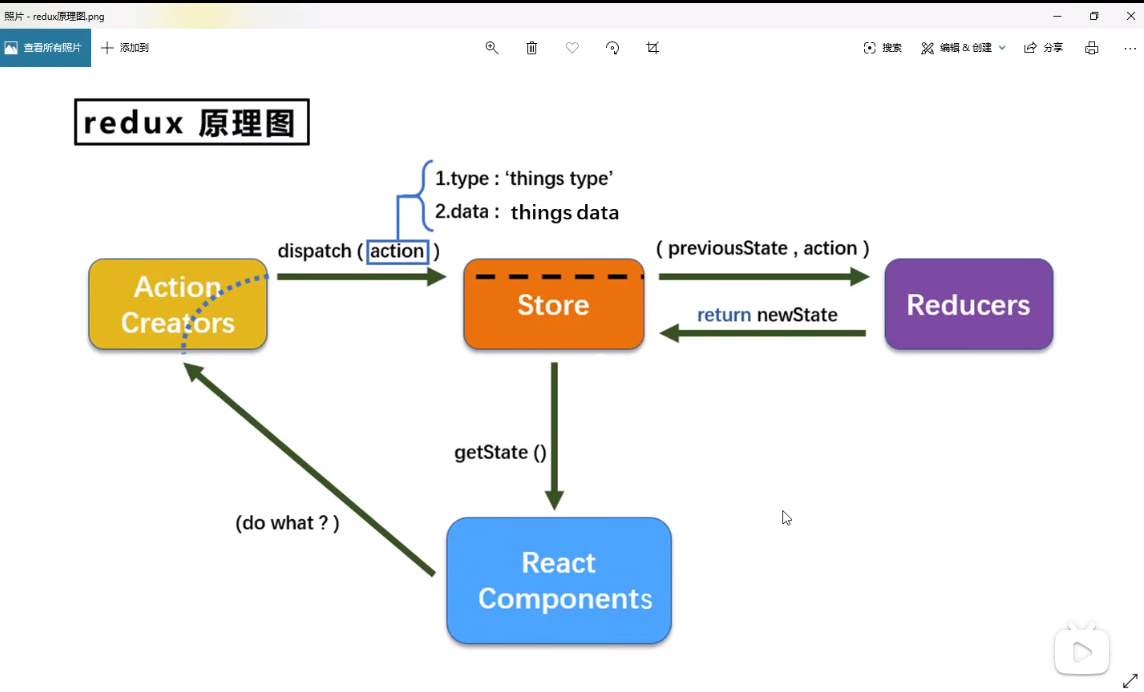 照片 - redux原理图.png
查看所有照片
添加到
搜索
编辑 & 创建
分享
redux 原理图
1.type : ‘things type’
2.data : things data
dispatch ( action )
( previousState , action )
Action
Creators
Store
return newState
Reducers
getState ()
(do what ? )
React
Components